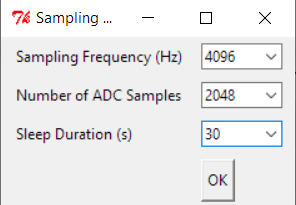 Sampling ...
Sampling Frequency (Hz) 4096
Number of ADC Samples 2048
Sleep Duration (s) 30
OK